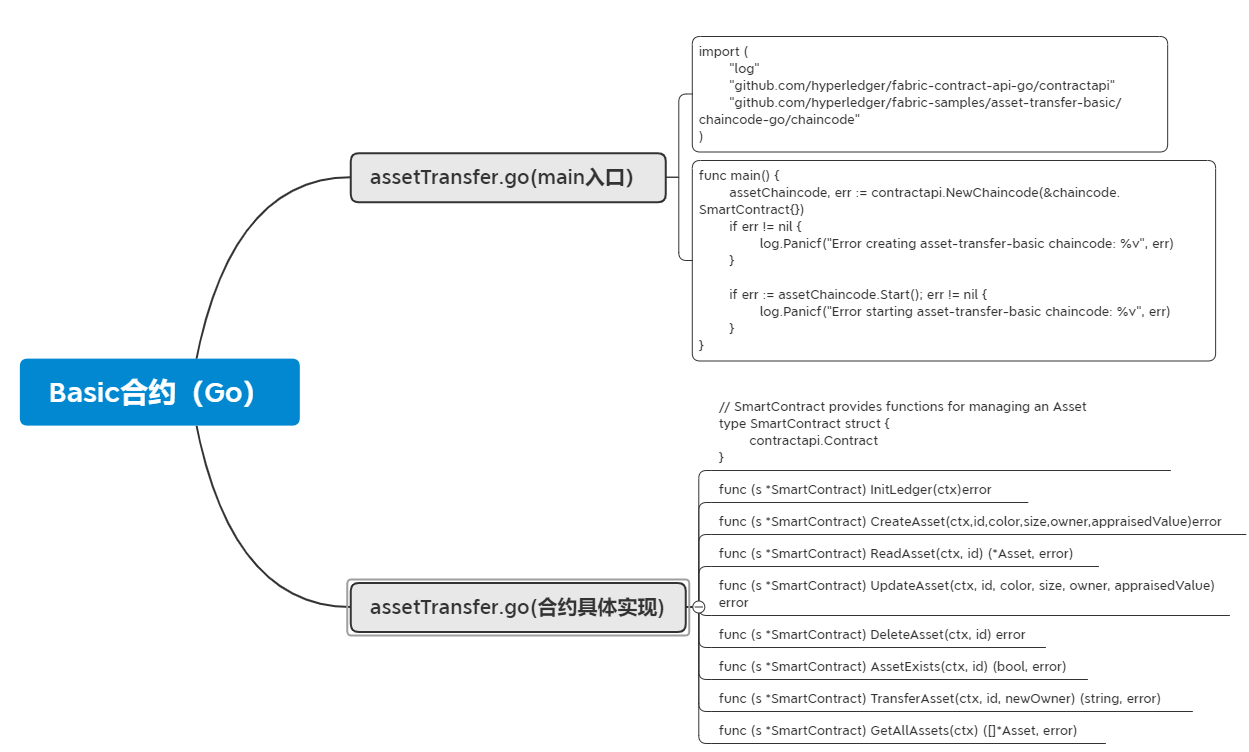 Basic合约（Go）
assetTransfer.go(main入口)
import (
"log"
"github.com/hyperledger/fabric-contract-api-go/contractapi"
"github.com/hyperledger/fabric-samples/asset-transfer-basic/
chaincode-go/chaincode"
)
func main() {
assetChaincode, err := contractapi.NewChaincode(&chaincode.
SmartContract{})
if err != nil {
log.Panicf("Error creating asset-transfer-basic chaincode: %v", err)
}
if err := assetChaincode.Start(); err != nil {
log.Panicf("Error starting asset-transfer-basic chaincode: %v", err)
}
}
assetTransfer.go(合约具体实现)
// SmartContract provides functions for managing an Asset
type SmartContract struct {
contractapi.Contract
}
func (s *SmartContract) InitLedger(ctx)error
func (s *SmartContract) CreateAsset(ctx,id,color,size,owner,appraisedValue)error
func (s *SmartContract) ReadAsset(ctx, id) (*Asset, error)
func (s *SmartContract) UpdateAsset(ctx, id, color, size, owner, appraisedValue)
error
func (s *SmartContract) DeleteAsset(ctx, id) error
func (s *SmartContract) AssetExists(ctx, id) (bool, error)
func (s *SmartContract) TransferAsset(ctx, id, newOwner) (string, error)
func (s *SmartContract) GetAllAssets(ctx) ([]*Asset, error)